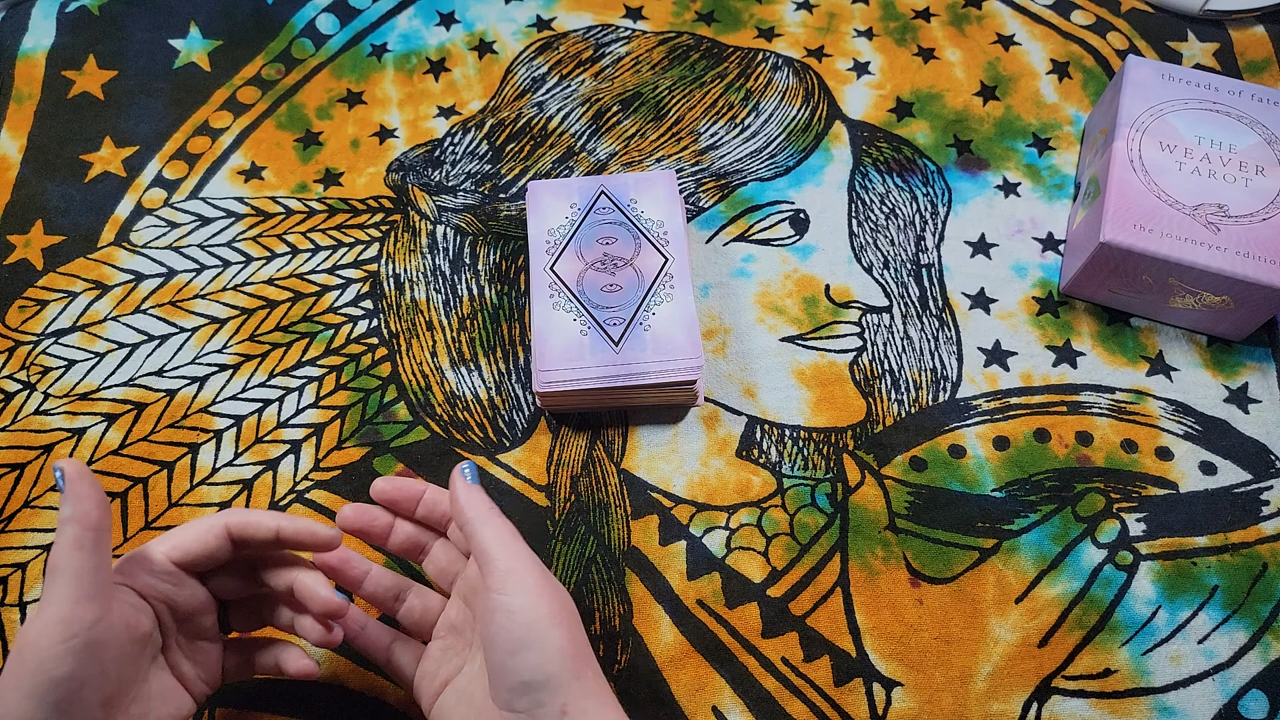 threads of fate
THE
WEAVER
TAROT
the journeyer edition